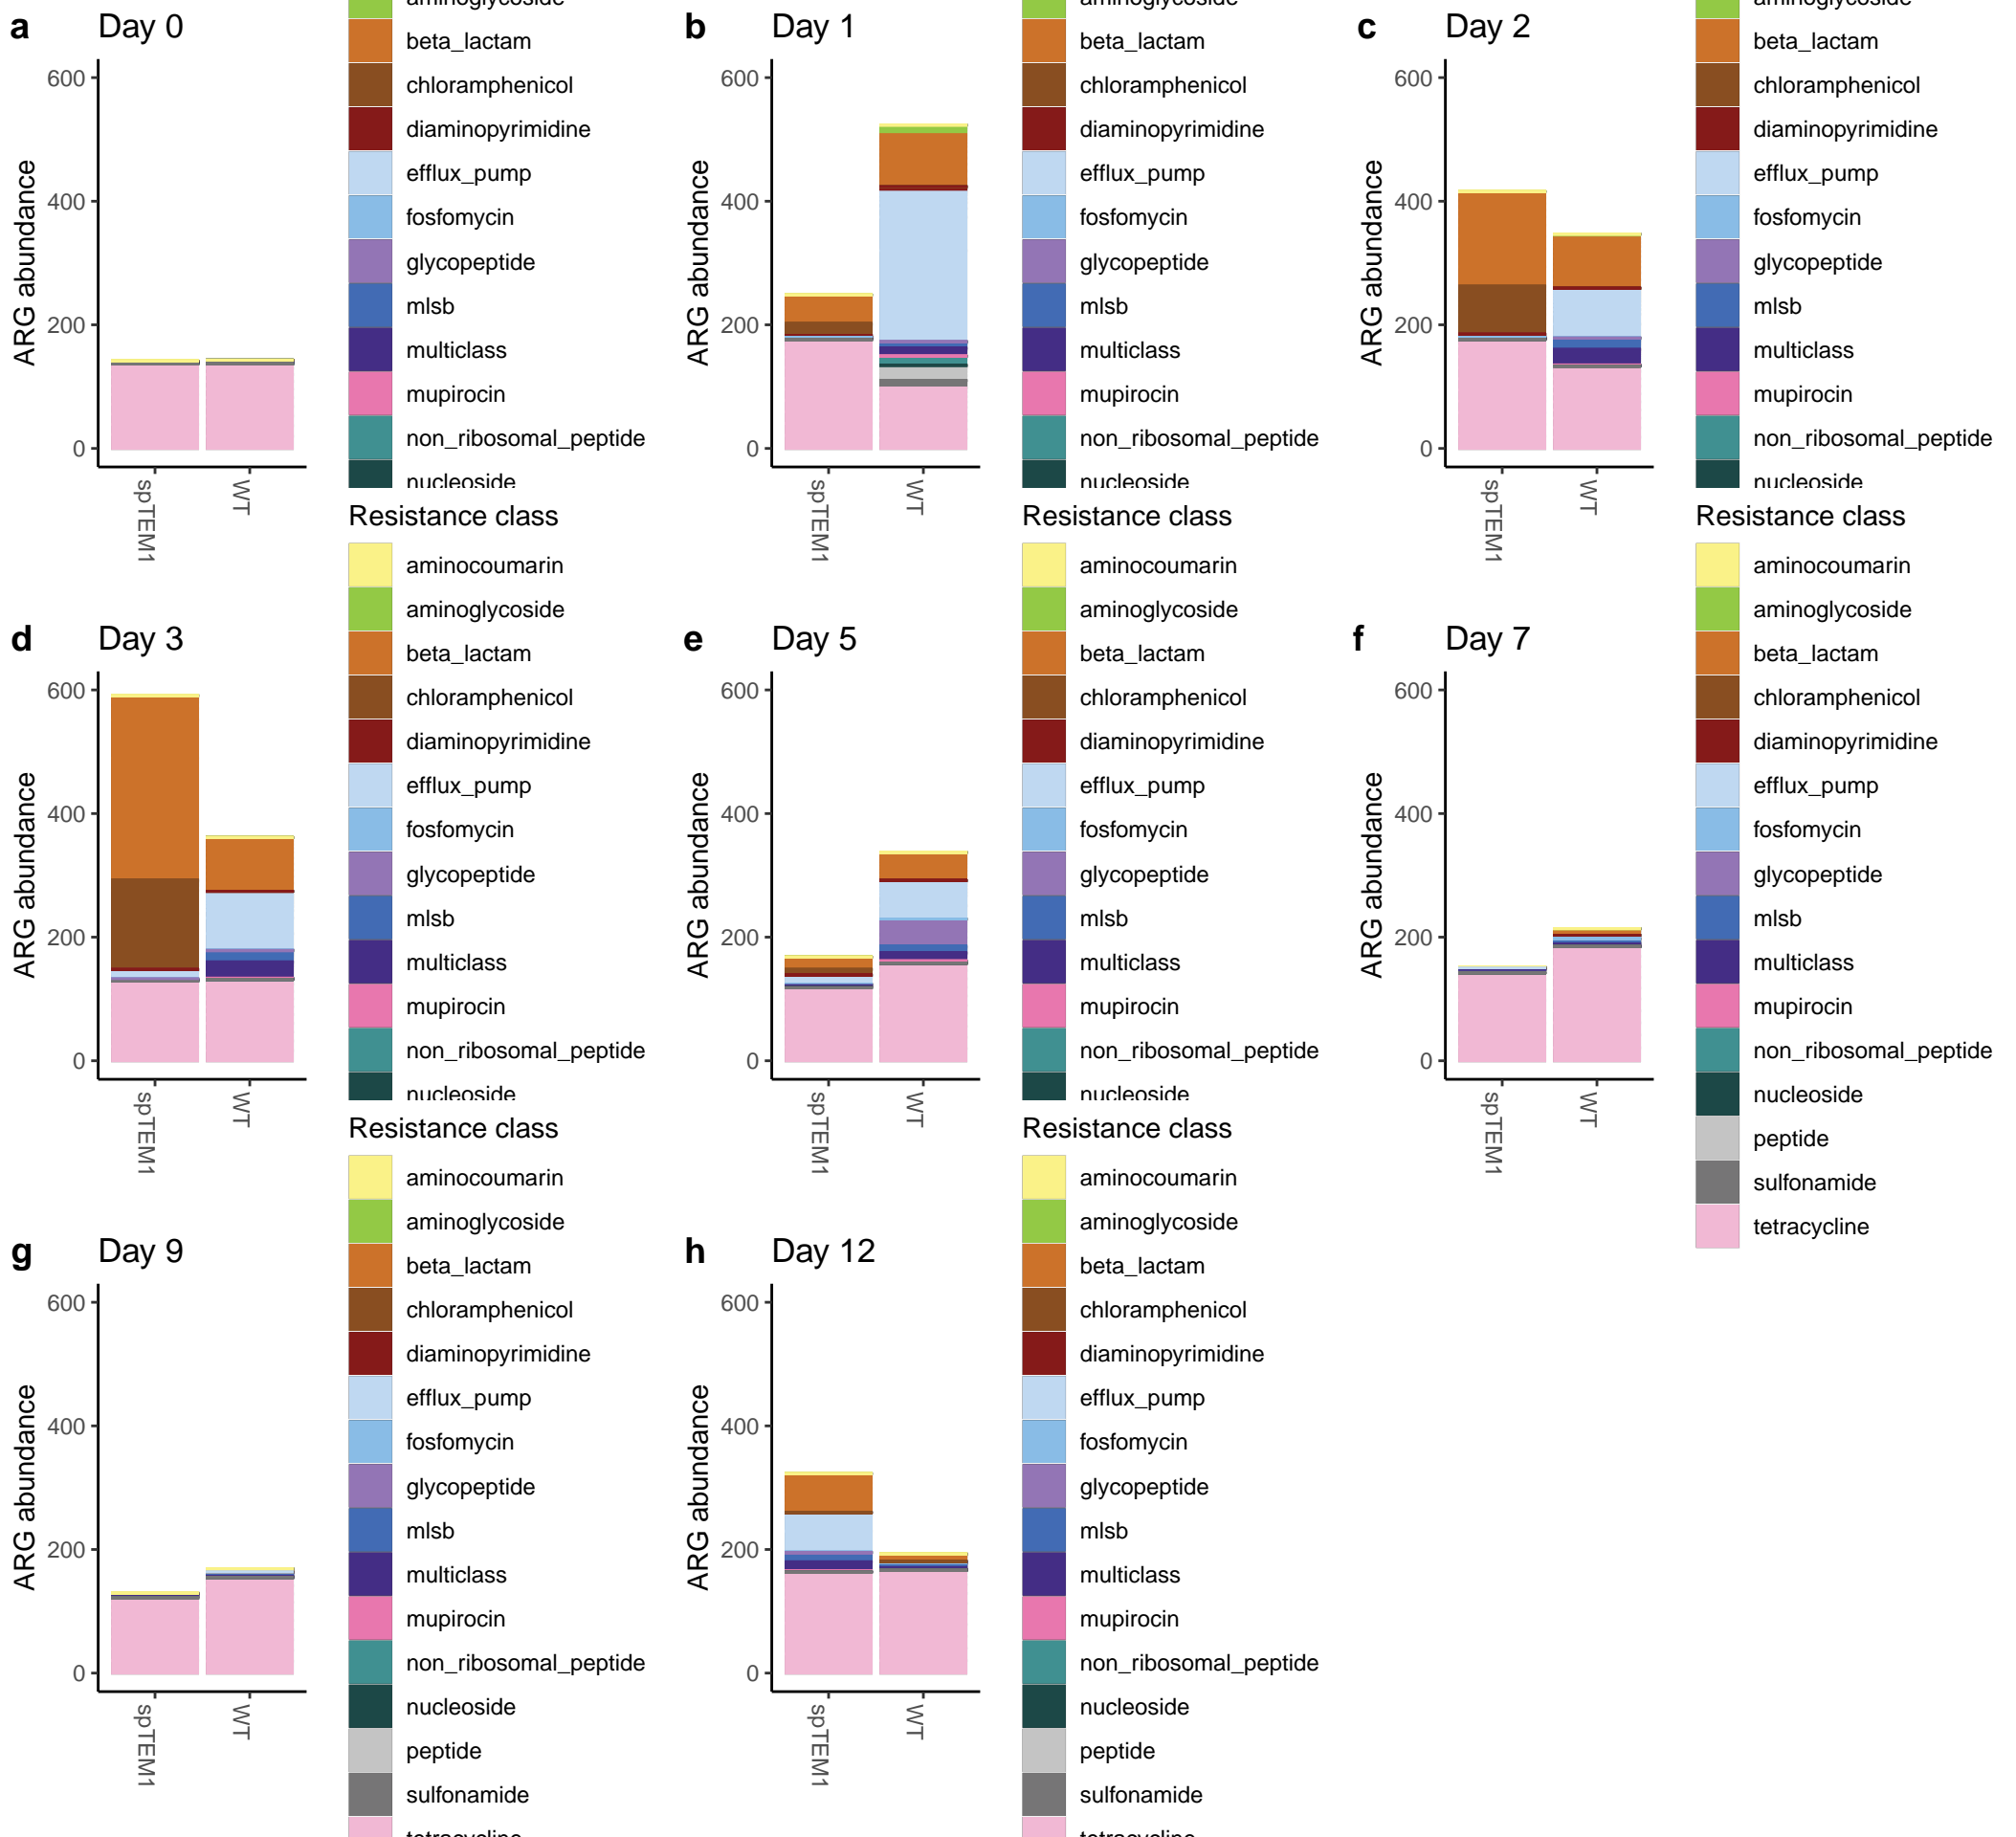 a Day 0
ARG abundance
600
400
200
0
spTEM1
WT
aminoglycoside
beta_lactam
chloramphenicol
diaminopyrimidine
efflux_pump
fosfomycin
glycopeptide
mlsb
multiclass
mupirocin
non_ribosomal_peptide
nucleoside
b Day 1
ARG abundance
600
400
200
0
spTEM1
WT
aminoglycoside
beta_lactam
chloramphenicol
diaminopyrimidine
efflux_pump
fosfomycin
glycopeptide
mlsb
multiclass
mupirocin
non_ribosomal_peptide
nucleoside
c Day 2
ARG abundance
600
400
200
0
spTEM1
WT
aminoglycoside
beta_lactam
chloramphenicol
diaminopyrimidine
efflux_pump
fosfomycin
glycopeptide
mlsb
multiclass
mupirocin
non_ribosomal_peptide
nucleoside
d Day 3
ARG abundance
600
400
200
0
spTEM1
WT
Resistance class
aminocoumarin
aminoglycoside
beta_lactam
chloramphenicol
diaminopyrimidine
efflux_pump
fosfomycin
glycopeptide
mlsb
multiclass
mupirocin
non_ribosomal_peptide
nucleoside
e Day 5
ARG abundance
600
400
200
0
spTEM1
WT
Resistance class
aminocoumarin
aminoglycoside
beta_lactam
chloramphenicol
diaminopyrimidine
efflux_pump
fosfomycin
glycopeptide
mlsb
multiclass
mupirocin
non_ribosomal_peptide
nucleoside
f Day 7
ARG abundance
600
400
200
0
spTEM1
WT
Resistance class
aminocoumarin
aminoglycoside
beta_lactam
chloramphenicol
diaminopyrimidine
efflux_pump
fosfomycin
glycopeptide
mlsb
multiclass
mupirocin
non_ribosomal_peptide
nucleoside
peptide
sulfonamide
tetracycline
g Day 9
ARG abundance
600
400
200
0
spTEM1
WT
Resistance class
aminocoumarin
aminoglycoside
beta_lactam
chloramphenicol
diaminopyrimidine
efflux_pump
fosfomycin
glycopeptide
mlsb
multiclass
mupirocin
non_ribosomal_peptide
nucleoside
peptide
sulfonamide
tetracycline
h Day 12
ARG abundance
600
400
200
0
spTEM1
WT
Resistance class
aminocoumarin
aminoglycoside
beta_lactam
chloramphenicol
diaminopyrimidine
efflux_pump
fosfomycin
glycopeptide
mlsb
multiclass
mupirocin
non_ribosomal_peptide
nucleoside
peptide
sulfonamide
tetracycline